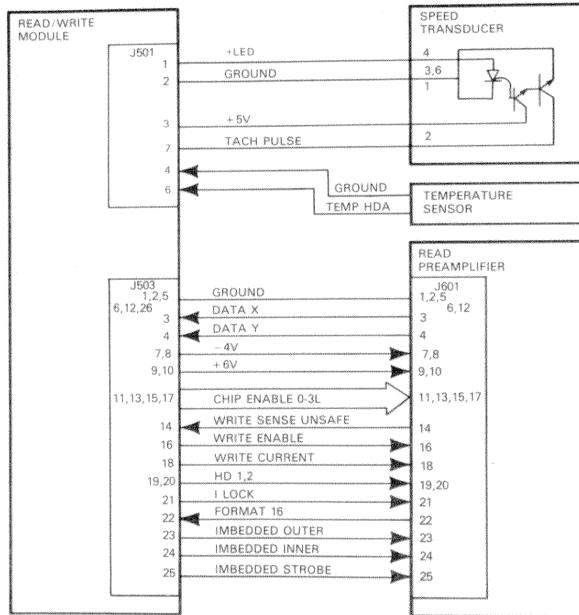 READ/WRITE
MODULE
SPEED
TRANSDUCER
J501
1 +LED 4
2 GROUND 3,6
1
3 +5V
7 TACH PULSE 2
4 GROUND
6 TEMP HDA
TEMPERATURE
SENSOR
READ
PREAMPLIFIER
J503 J601
1,2,5 GROUND 1,2,5
6,12,26 6,12
3 DATA X 3
4 DATA Y 4
7,8 -4V 7,8
9,10 +6V 9,10
11,13,15,17 CHIP ENABLE 0-3L 11,13,15,17
14 WRITE SENSE UNSAFE 14
16 WRITE ENABLE 16
18 WRITE CURRENT 18
19,20 HD 1,2 19,20
21 I LOCK 21
22 FORMAT 16 22
23 IMBEDDED OUTER 23
24 IMBEDDED INNER 24
25 IMBEDDED STROBE 25